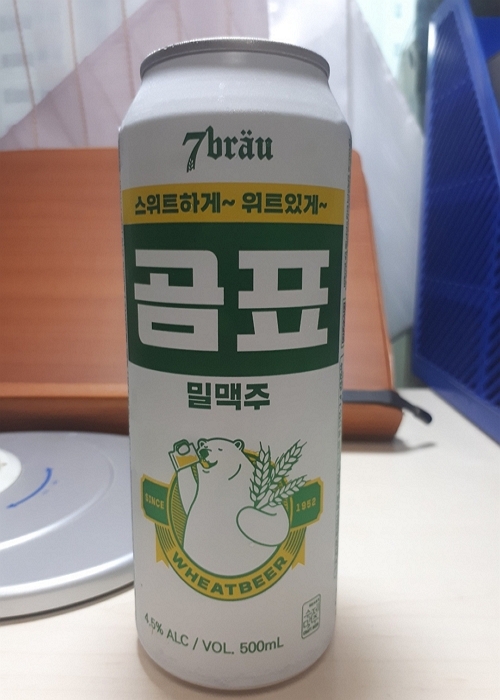 7bräu
스위트하게~ 위트있게~
곰표
밀맥주
SINCE 1952
WHEATBEER
4.5% ALC / VOL. 500mL